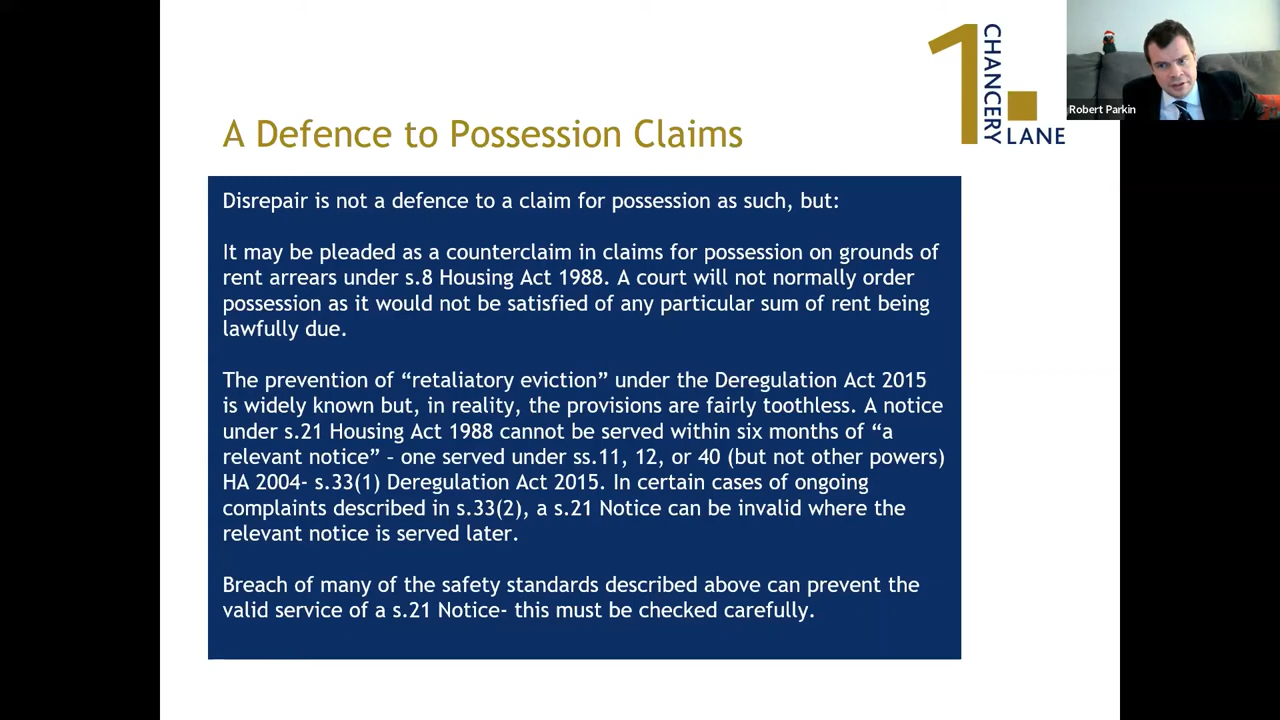 1 CHANCERY LANE
Robert Parkin
A Defence to Possession Claims
Disrepair is not a defence to a claim for possession as such, but:
It may be pleaded as a counterclaim in claims for possession on grounds of
rent arrears under s.8 Housing Act 1988. A court will not normally order
possession as it would not be satisfied of any particular sum of rent being
lawfully due.
The prevention of “retaliatory eviction” under the Deregulation Act 2015
is widely known but, in reality, the provisions are fairly toothless. A notice
under s.21 Housing Act 1988 cannot be served within six months of “a
relevant notice” – one served under ss.11, 12, or 40 (but not other powers)
HA 2004- s.33(1) Deregulation Act 2015. In certain cases of ongoing
complaints described in s.33(2), a s.21 Notice can be invalid where the
relevant notice is served later.
Breach of many of the safety standards described above can prevent the
valid service of a s.21 Notice- this must be checked carefully.